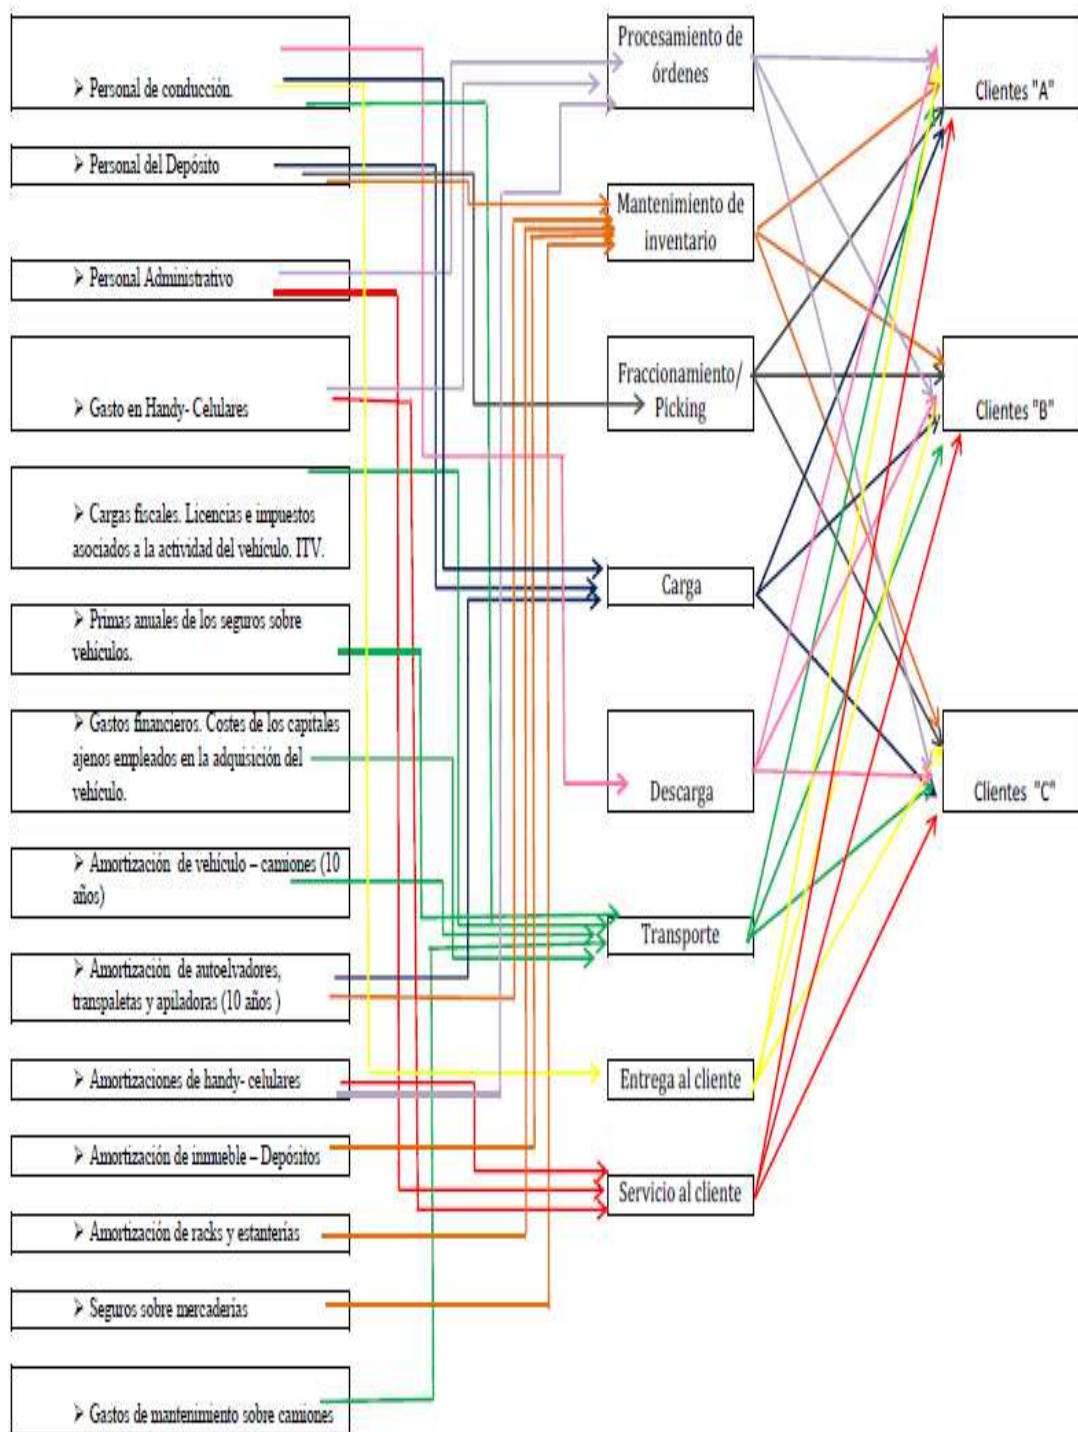 ➢ Personal de conducción.
➢ Personal del Depósito
➢ Personal Administrativo
➢ Gasto en Handy- Celulares
➢ Cargas fiscales. Licencias e impuestos
asociados a la actividad del vehículo. ITV.
➢ Primas anuales de los seguros sobre
vehículos.
➢ Gastos financieros. Costes de los capitales
ajenos empleados en la adquisición del
vehículo.
➢ Amortización de vehículo – camiones (10
años)
➢ Amortización de autoelvadores,
transpaletas y apiladoras (10 años )
➢ Amortizaciones de handy- celulares
➢ Amortización de inmueble – Depósitos
➢ Amortización de racks y estanterías
➢ Seguros sobre mercaderías
➢ Gastos de mantenimiento sobre camiones
Procesamiento de
órdenes
Mantenimiento de
inventario
Fraccionamiento/
Picking
Carga
Descarga
Transporte
Entrega al cliente
Servicio al cliente
Clientes "A"
Clientes "B"
Clientes "C"